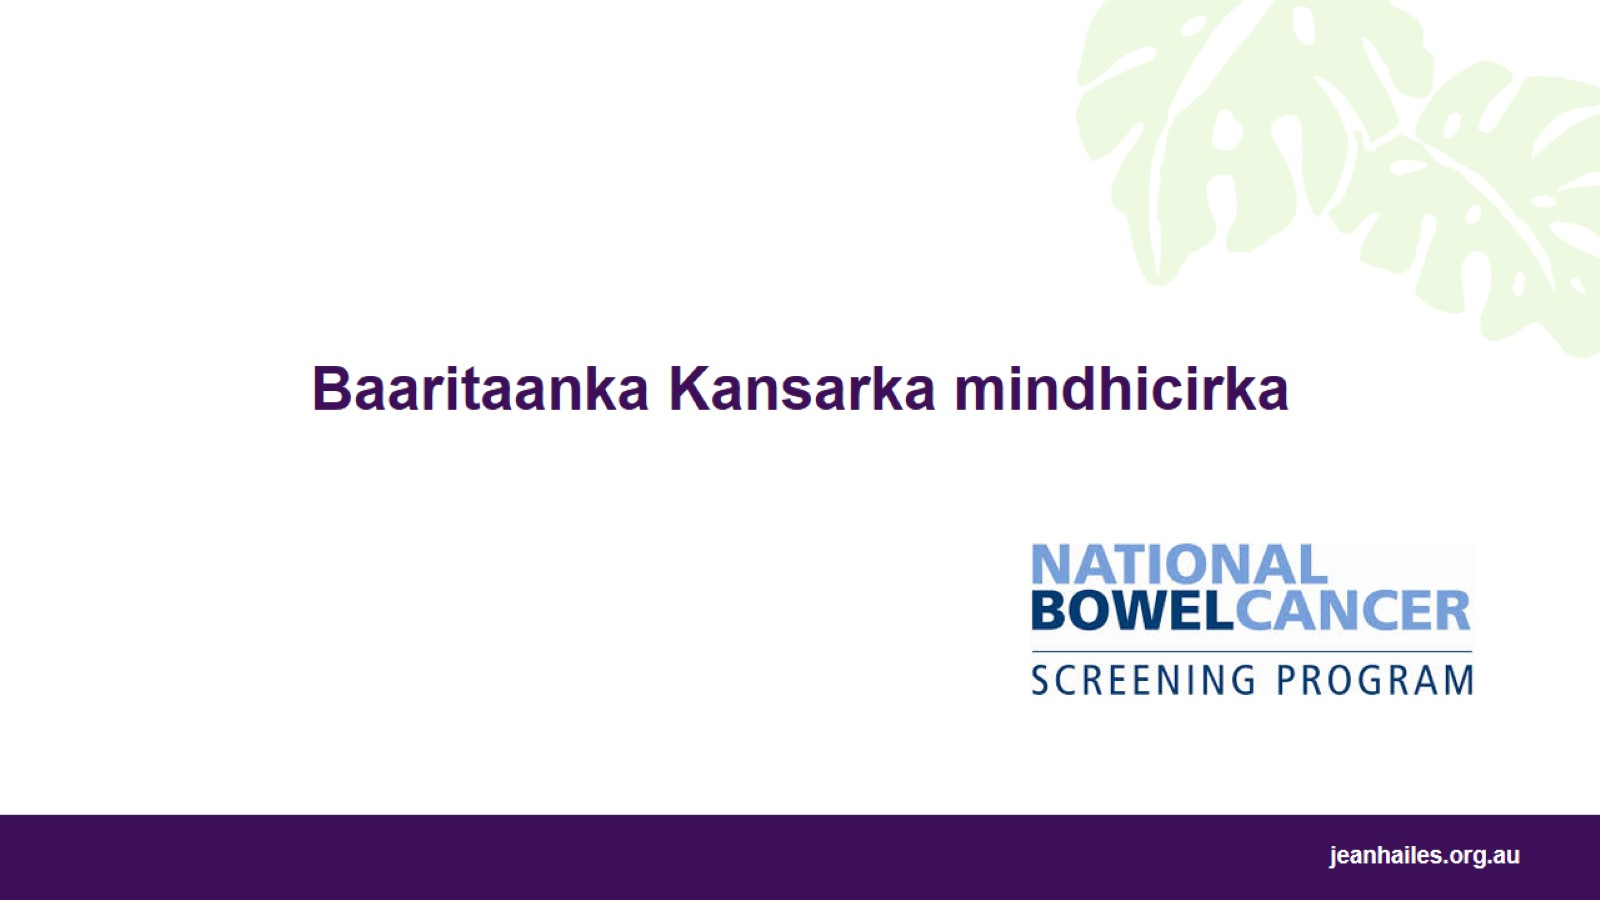 Baaritaanka Kansarka mindhicirka
NATIONAL
BOWELCANCER
SCREENING PROGRAM
jeanhailes.org.au